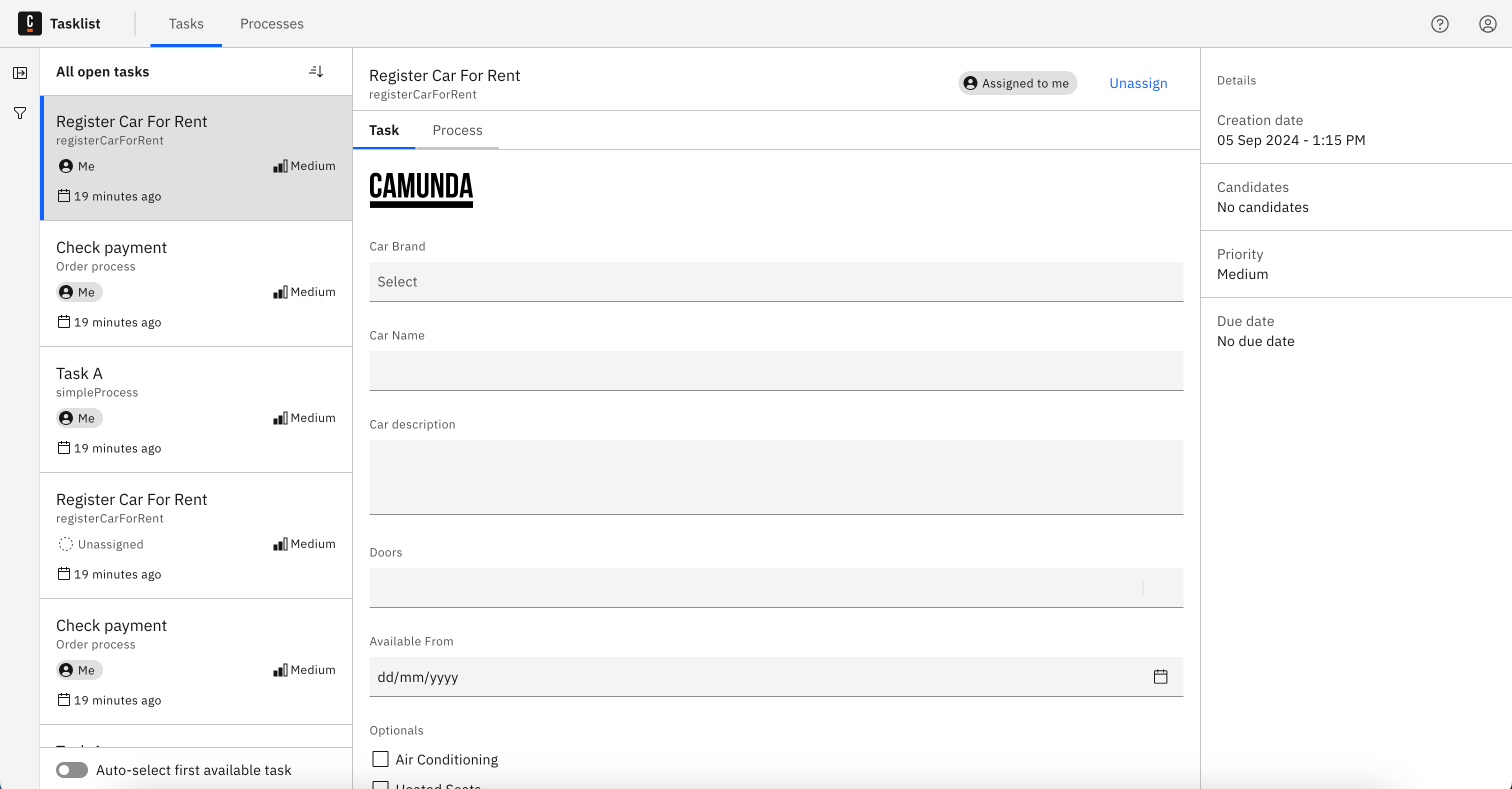 C
Tasklist
Tasks
Processes
All open tasks
Register Car For Rent
registerCarForRent
Me
Medium
19 minutes ago
Check payment
Order process
Me
Medium
19 minutes ago
Task A
simpleProcess
Me
Medium
19 minutes ago
Register Car For Rent
registerCarForRent
Unassigned
Medium
19 minutes ago
Check payment
Order process
Me
Medium
19 minutes ago
Auto-select first available task
Register Car For Rent
registerCarForRent
Assigned to me
Unassign
Task
Process
CAMUNDA
Car Brand
Select
Car Name
Car description
Doors
Available From
dd/mm/yyyy
Optionals
Air Conditioning
Heated Seats
Details
Creation date
05 Sep 2024 - 1:15 PM
Candidates
No candidates
Priority
Medium
Due date
No due date